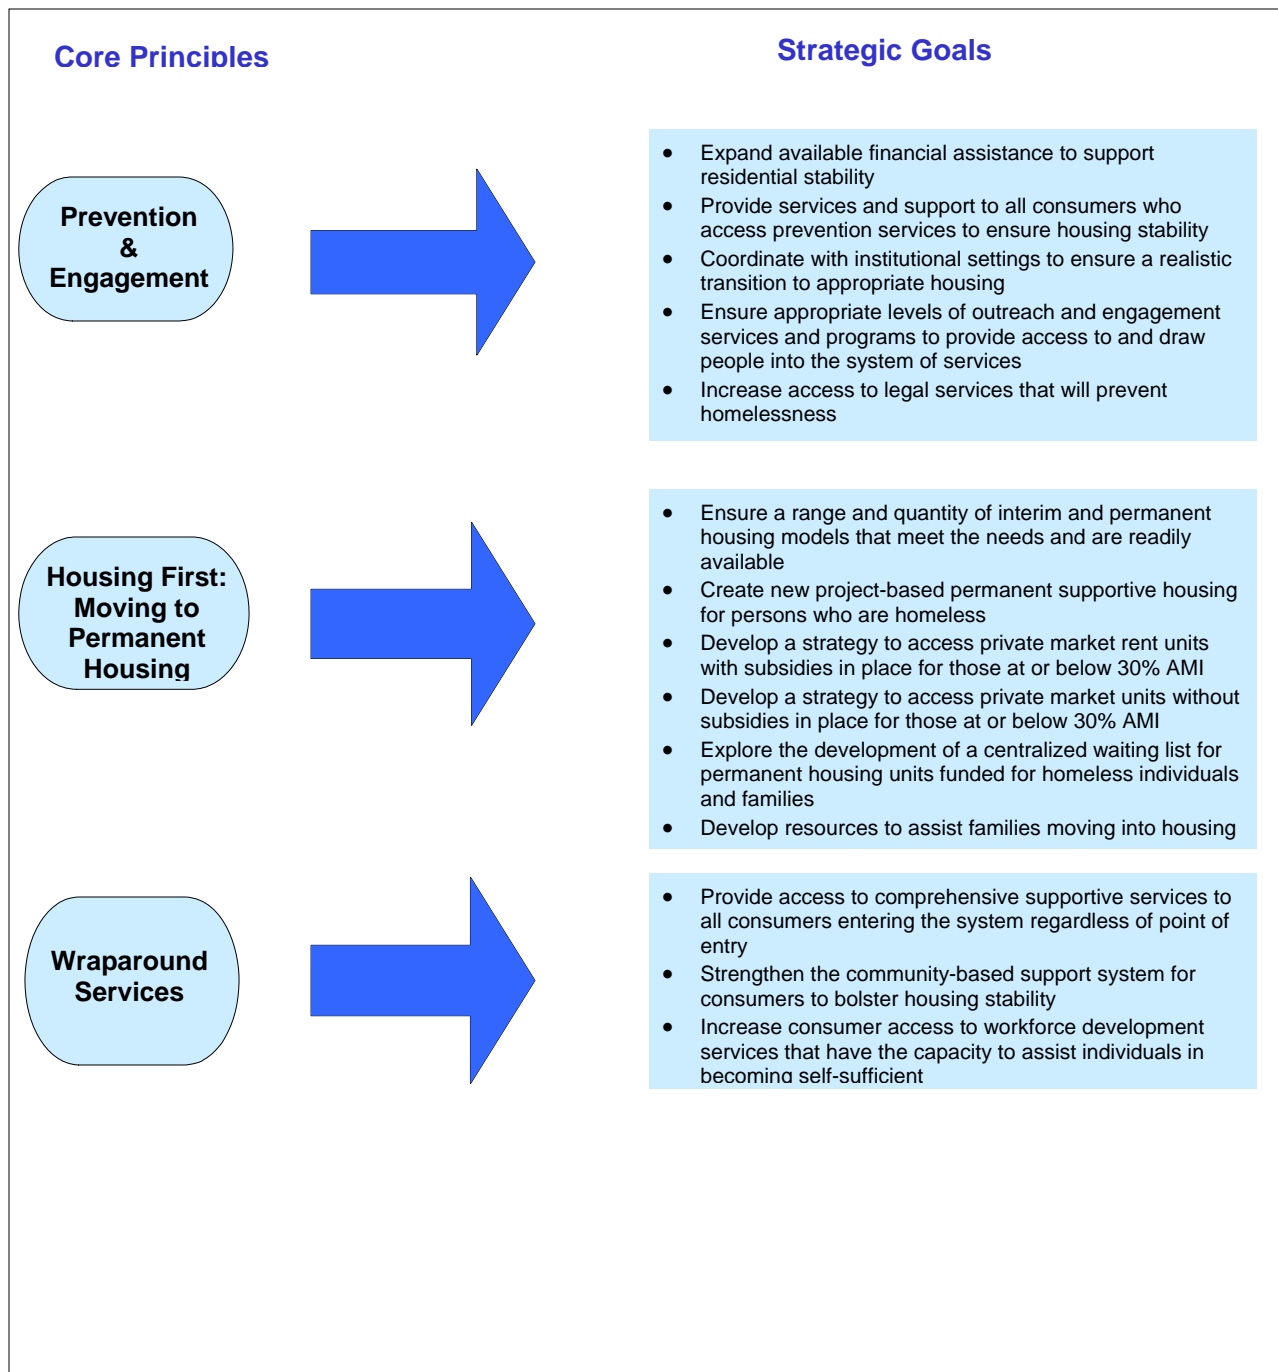 Core Principles
Strategic Goals
Prevention
&
Engagement
• Expand available financial assistance to support
residential stability
• Provide services and support to all consumers who
access prevention services to ensure housing stability
• Coordinate with institutional settings to ensure a realistic
transition to appropriate housing
• Ensure appropriate levels of outreach and engagement
services and programs to provide access to and draw
people into the system of services
• Increase access to legal services that will prevent
homelessness
Housing First:
Moving to
Permanent
Housing
• Ensure a range and quantity of interim and permanent
housing models that meet the needs and are readily
available
• Create new project-based permanent supportive housing
for persons who are homeless
• Develop a strategy to access private market rent units
with subsidies in place for those at or below 30% AMI
• Develop a strategy to access private market units without
subsidies in place for those at or below 30% AMI
• Explore the development of a centralized waiting list for
permanent housing units funded for homeless individuals
and families
• Develop resources to assist families moving into housing
Wraparound
Services
• Provide access to comprehensive supportive services to
all consumers entering the system regardless of point of
entry
• Strengthen the community-based support system for
consumers to bolster housing stability
• Increase consumer access to workforce development
services that have the capacity to assist individuals in
becoming self-sufficient